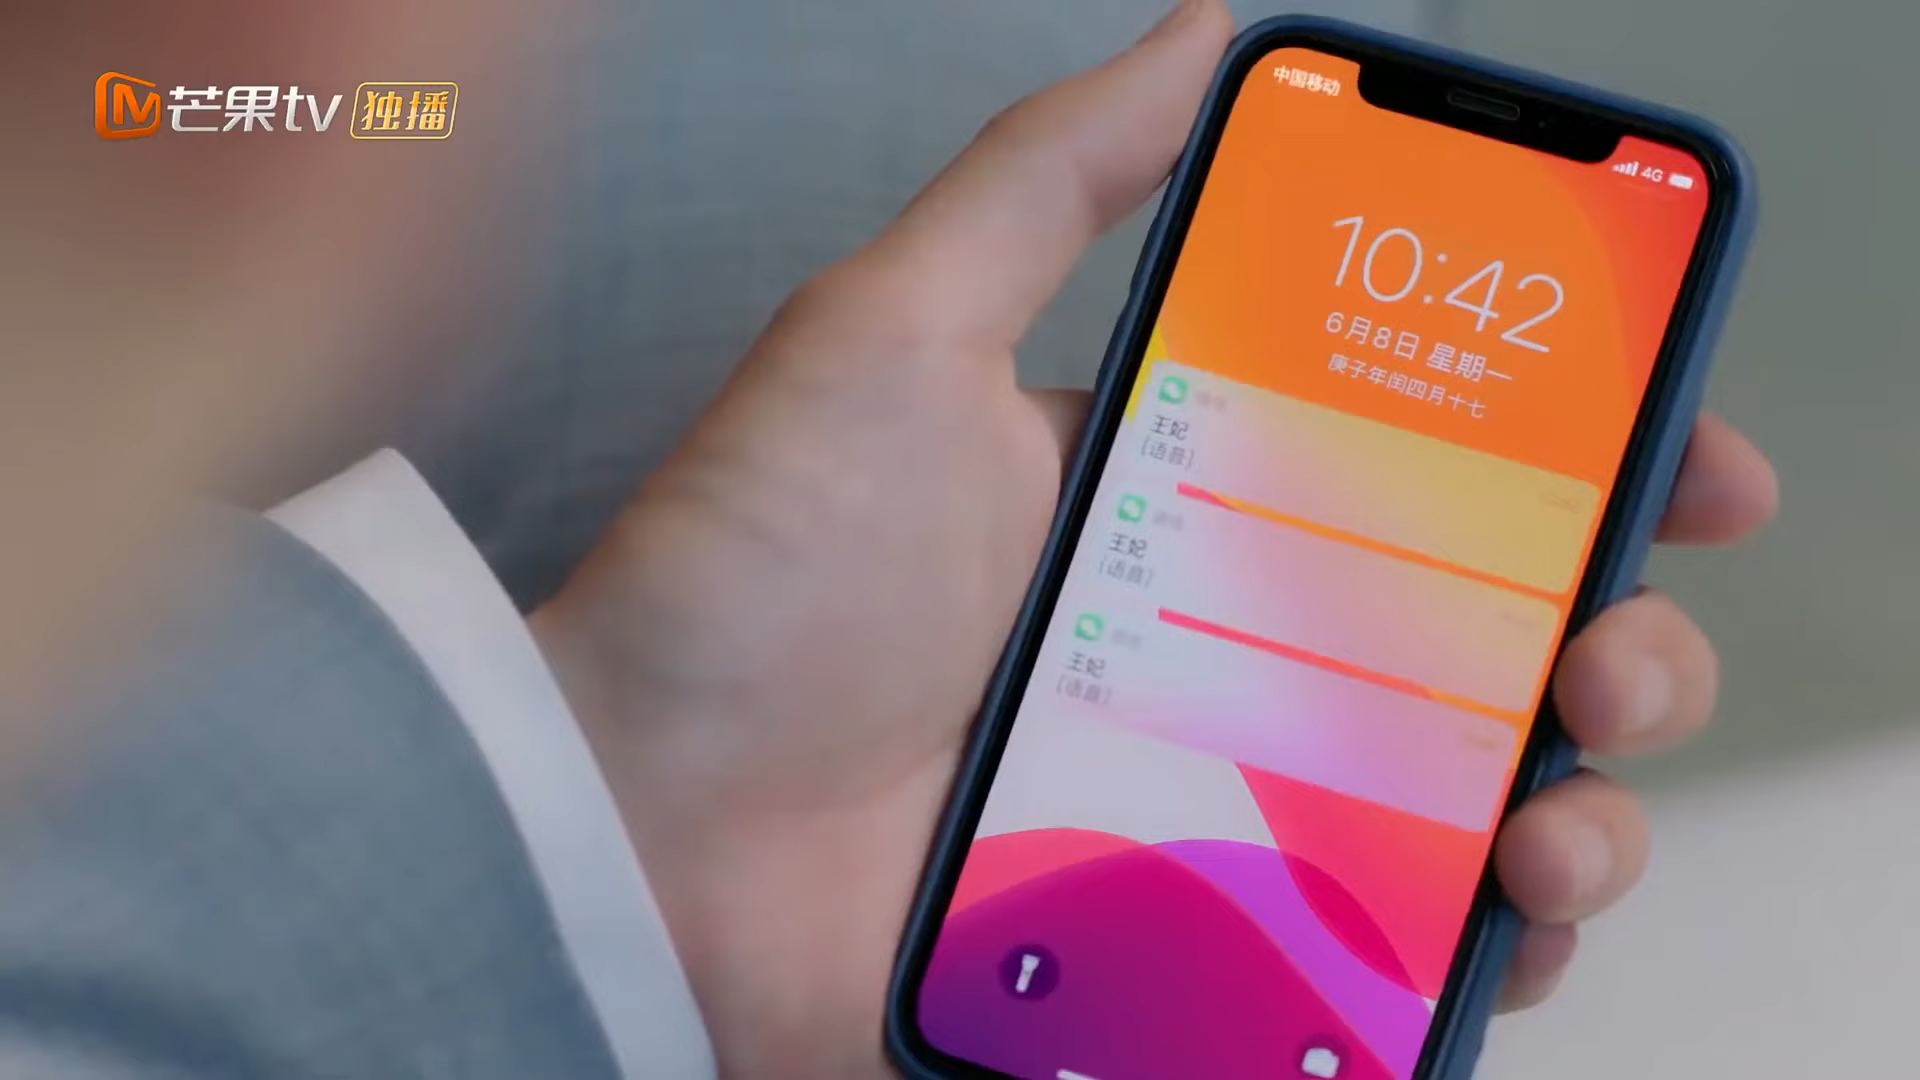 芒果tv 独播
中国移动
4G
10:42
6月8日 星期一
庚子年闰四月十七
王妃
[语音]
王妃
[语音]
王妃
[语音]